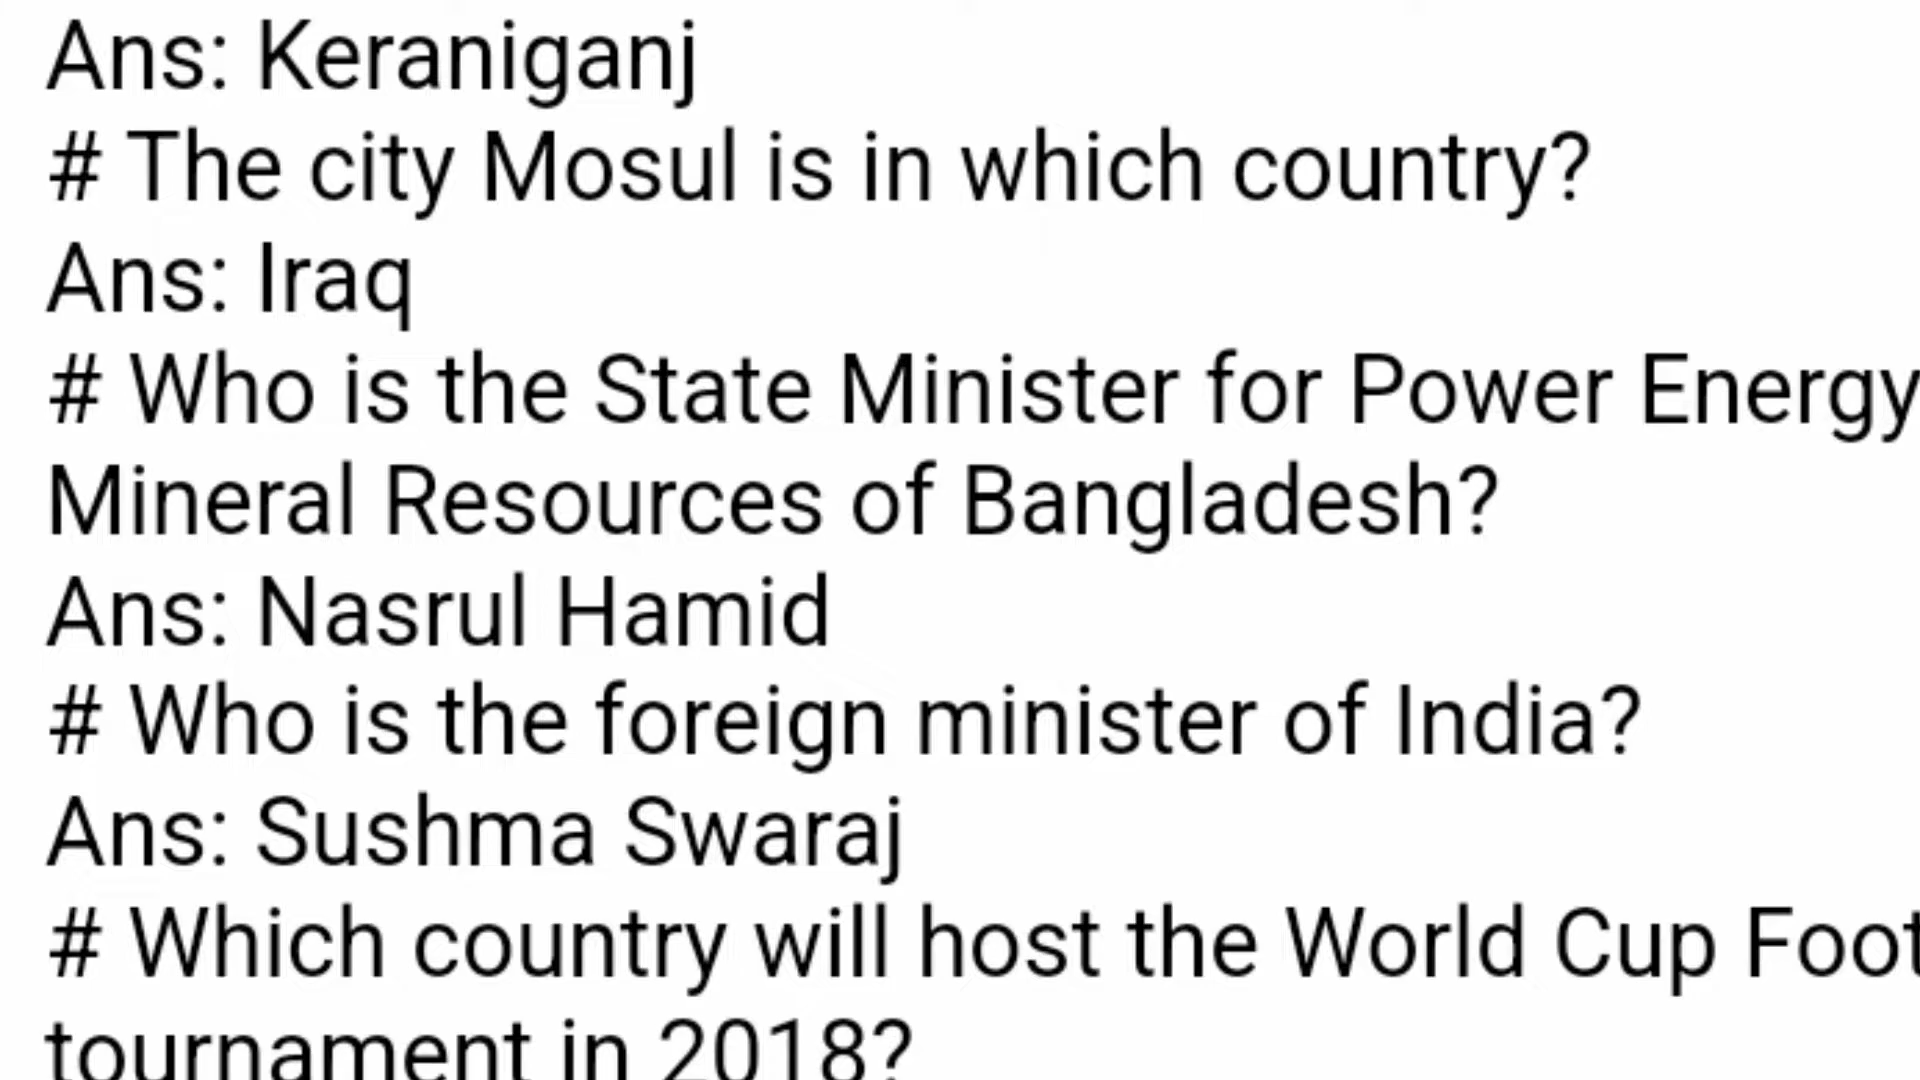 Ans: Keraniganj
# The city Mosul is in which country?
Ans: Iraq
# Who is the State Minister for Power Energy
Mineral Resources of Bangladesh?
Ans: Nasrul Hamid
# Who is the foreign minister of India?
Ans: Sushma Swaraj
# Which country will host the World Cup Foot
tournament in 2018?